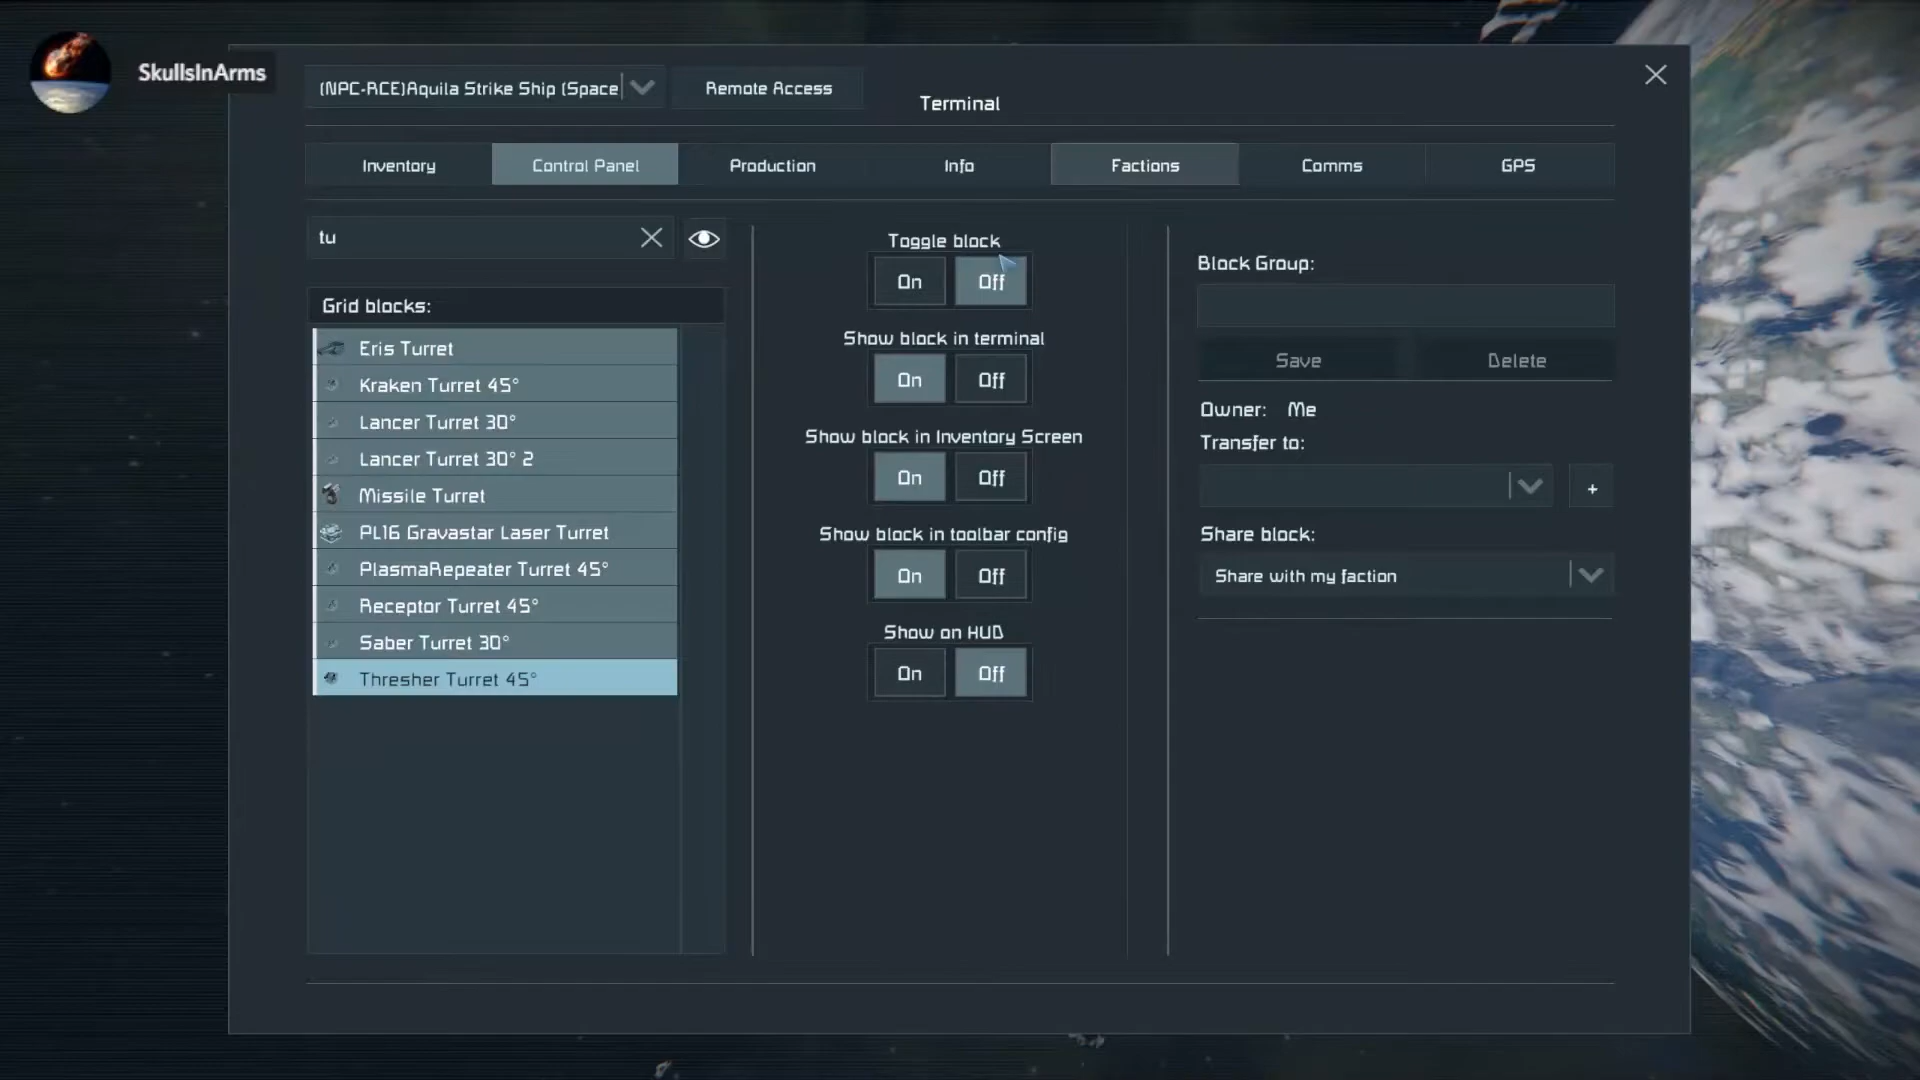 SkullsInArms
(NPC-RCE)Aquila Strike Ship (Space
Remote Access
Terminal
Inventory
Control Panel
Production
Info
Factions
Comms
GPS
tu
Grid blocks:
Eris Turret
Kraken Turret 45°
Lancer Turret 30°
Lancer Turret 30° 2
Missile Turret
PL16 Gravastar Laser Turret
PlasmaRepeater Turret 45°
Receptor Turret 45°
Saber Turret 30°
Thresher Turret 45°
Toggle block
On Off
Show block in terminal
On Off
Show block in Inventory Screen
On Off
Show block in toolbar config
On Off
Show on HUD
On Off
Block Group:
Save Delete
Owner: Me
Transfer to:
+
Share block:
Share with my faction